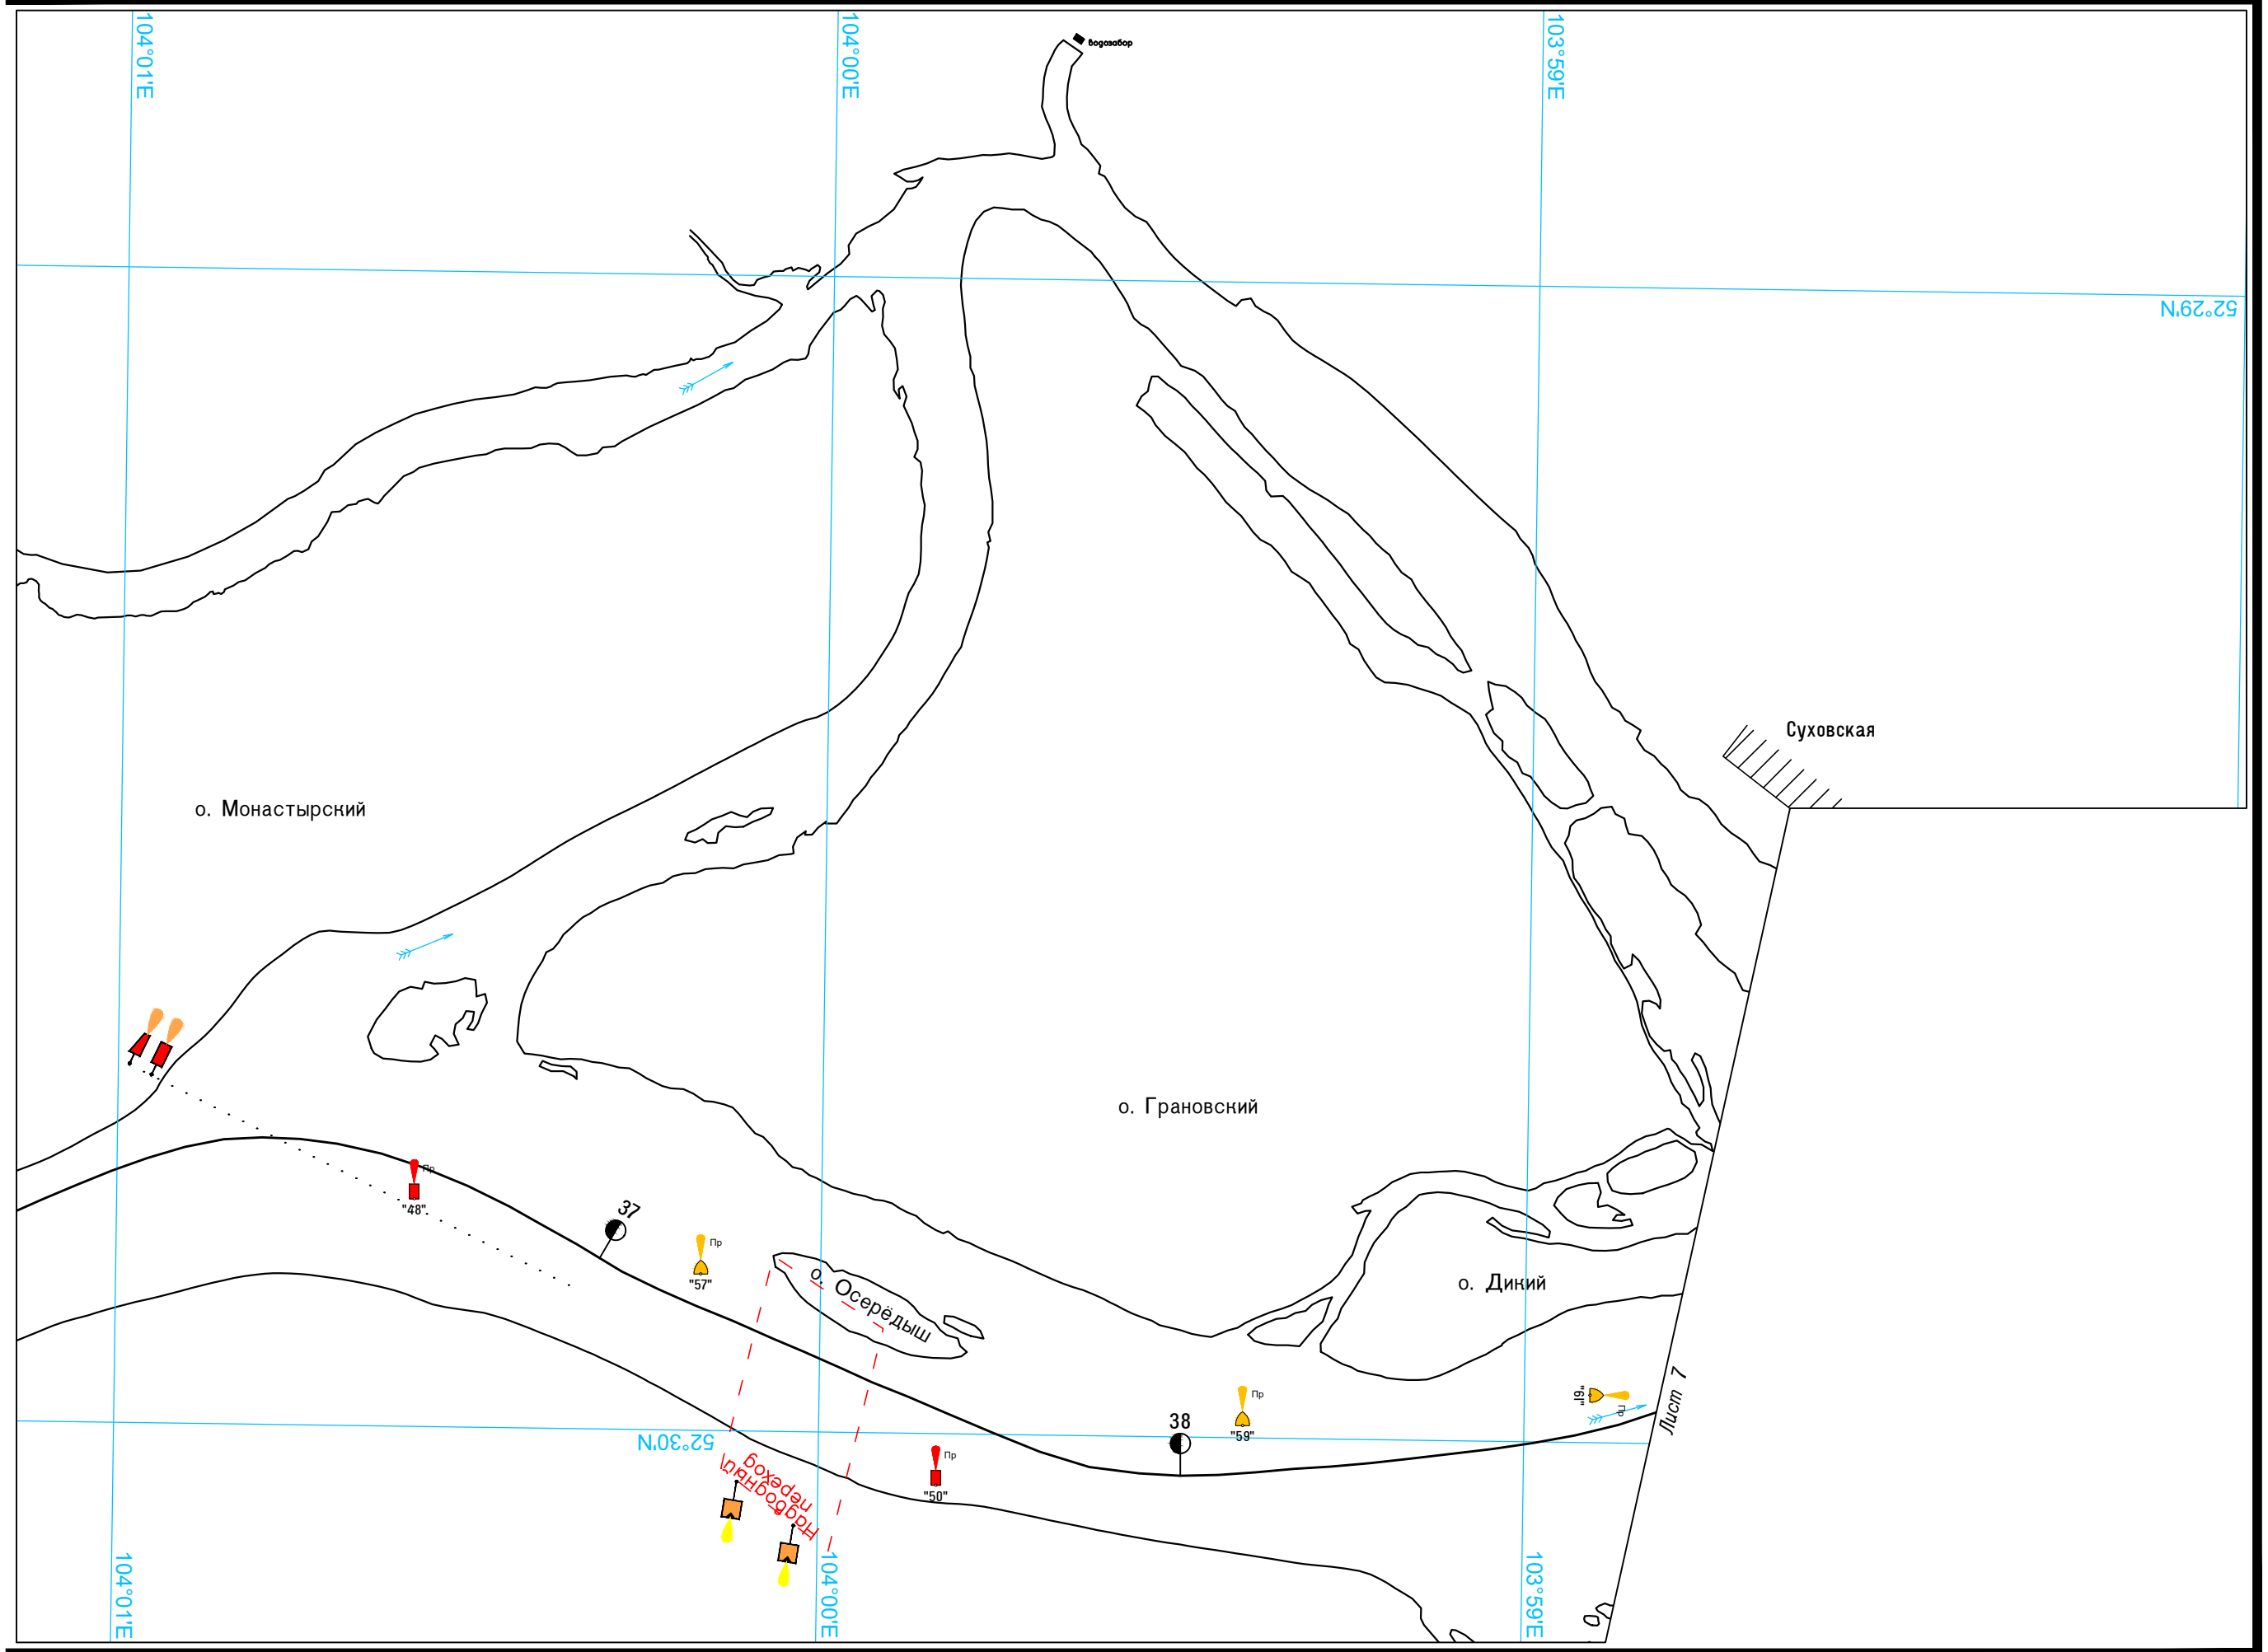 104°01'E
104°00'E
103°59'E
водозабор
52°29'N
Суховская
о. Монастырский
о. Грановский
Пр
"48"
37
Пр
"57"
о. Осерёдыш
о. Дикий
Лист 7
Пр
"59"
"61"
Пр
38
52°30'N
Пр
"50"
Надводный
переход
104°01'E
104°00'E
103°59'E